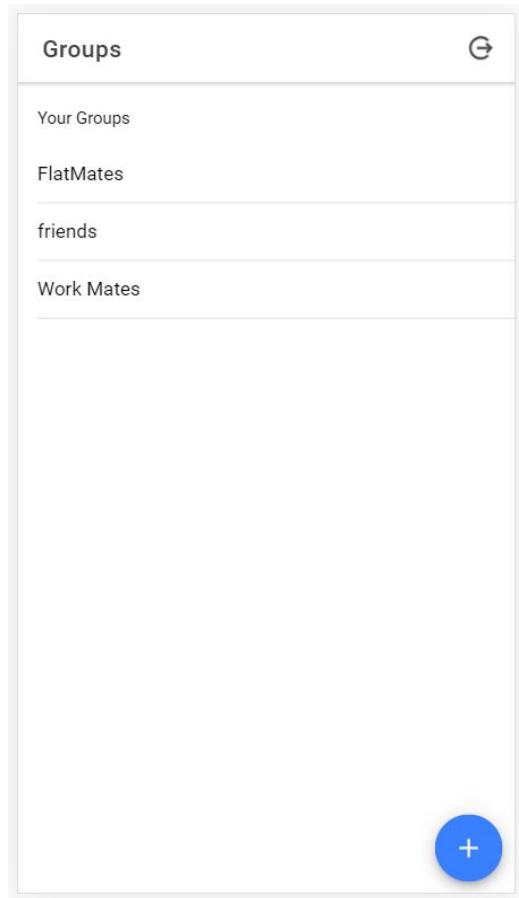 Groups
Your Groups
FlatMates
friends
Work Mates
+